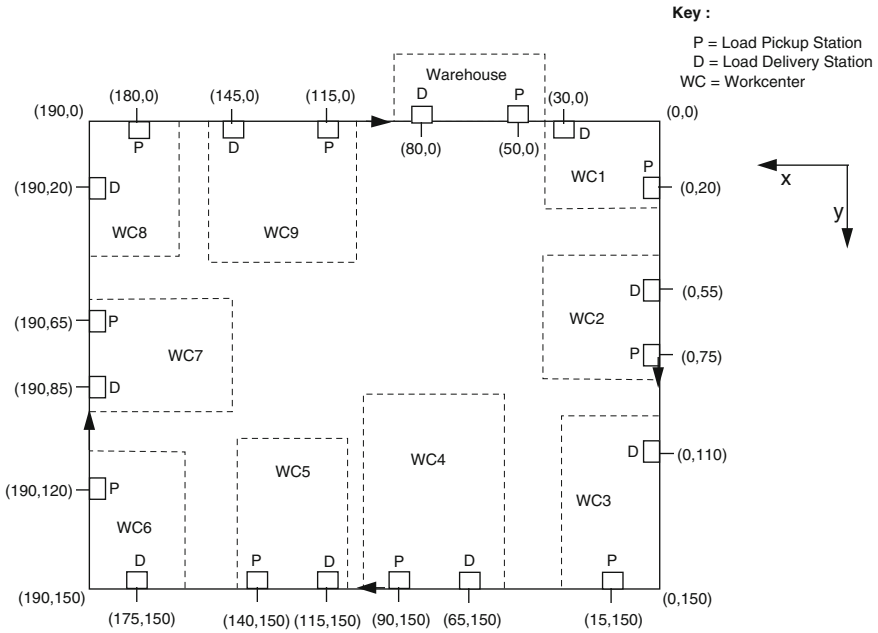 Key :
P = Load Pickup Station
D = Load Delivery Station
WC = Workcenter
Warehouse
(180,0)
(145,0)
(115,0)
D
P
(30,0)
(190,0)
(0,0)
P
D
P
(80,0)
(50,0)
D
P
(190,20)
D
WC1
(0,20)
x
y
WC8
WC9
D
(0,55)
(190,65)
P
WC2
WC7
P
(0,75)
(190,85)
D
D
(0,110)
WC5
WC4
(190,120)
P
WC3
WC6
D
P
D
P
D
P
(190,150)
(0,150)
(175,150)
(140,150)
(115,150)
(90,150)
(65,150)
(15,150)